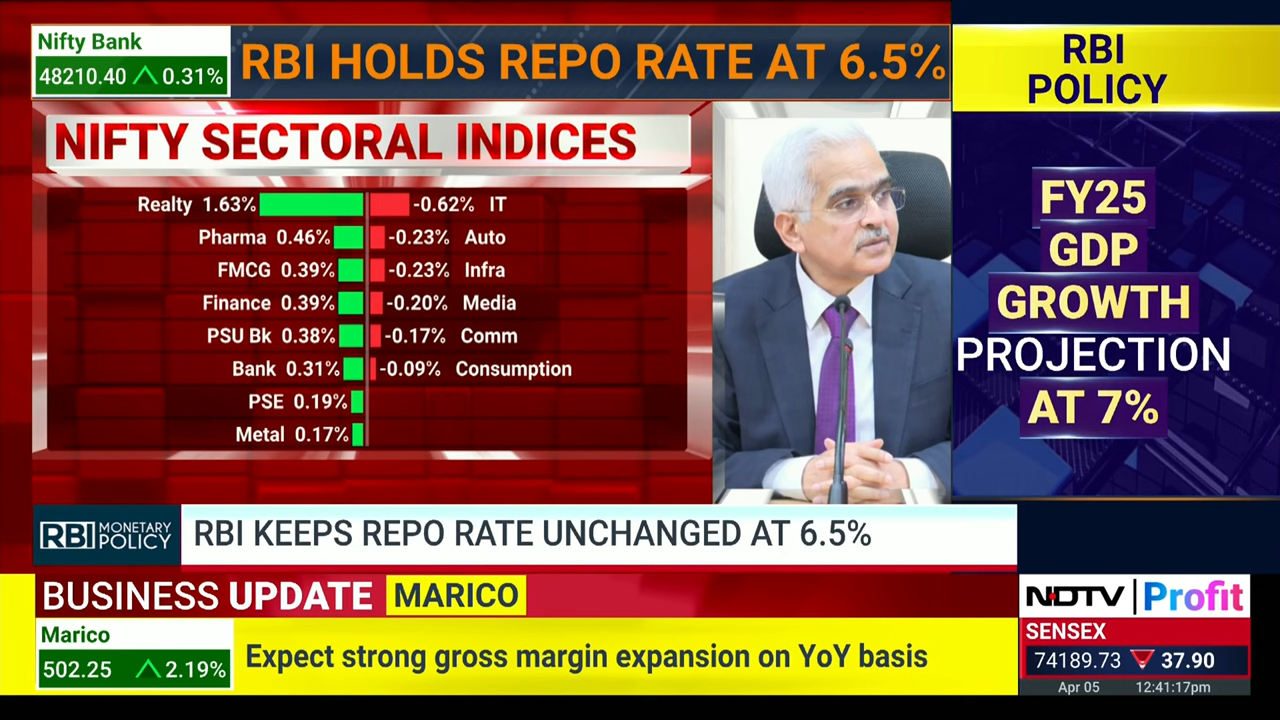 Nifty Bank
48210.40 0.31%
RBI HOLDS REPO RATE AT 6.5%
RBI
POLICY
NIFTY SECTORAL INDICES
Realty 1.63% -0.62% IT
Pharma 0.46% -0.23% Auto
FMCG 0.39% -0.23% Infra
Finance 0.39% -0.20% Media
PSU Bk 0.38% -0.17% Comm
Bank 0.31% -0.09% Consumption
PSE 0.19%
Metal 0.17%
FY25
GDP
GROWTH
PROJECTION
AT 7%
RBI MONETARY
POLICY
RBI KEEPS REPO RATE UNCHANGED AT 6.5%
BUSINESS UPDATE MARICO
Marico
502.25 2.19%
Expect strong gross margin expansion on YoY basis
NDTV Profit
SENSEX
74189.73 37.90
Apr 05 12:41:17pm